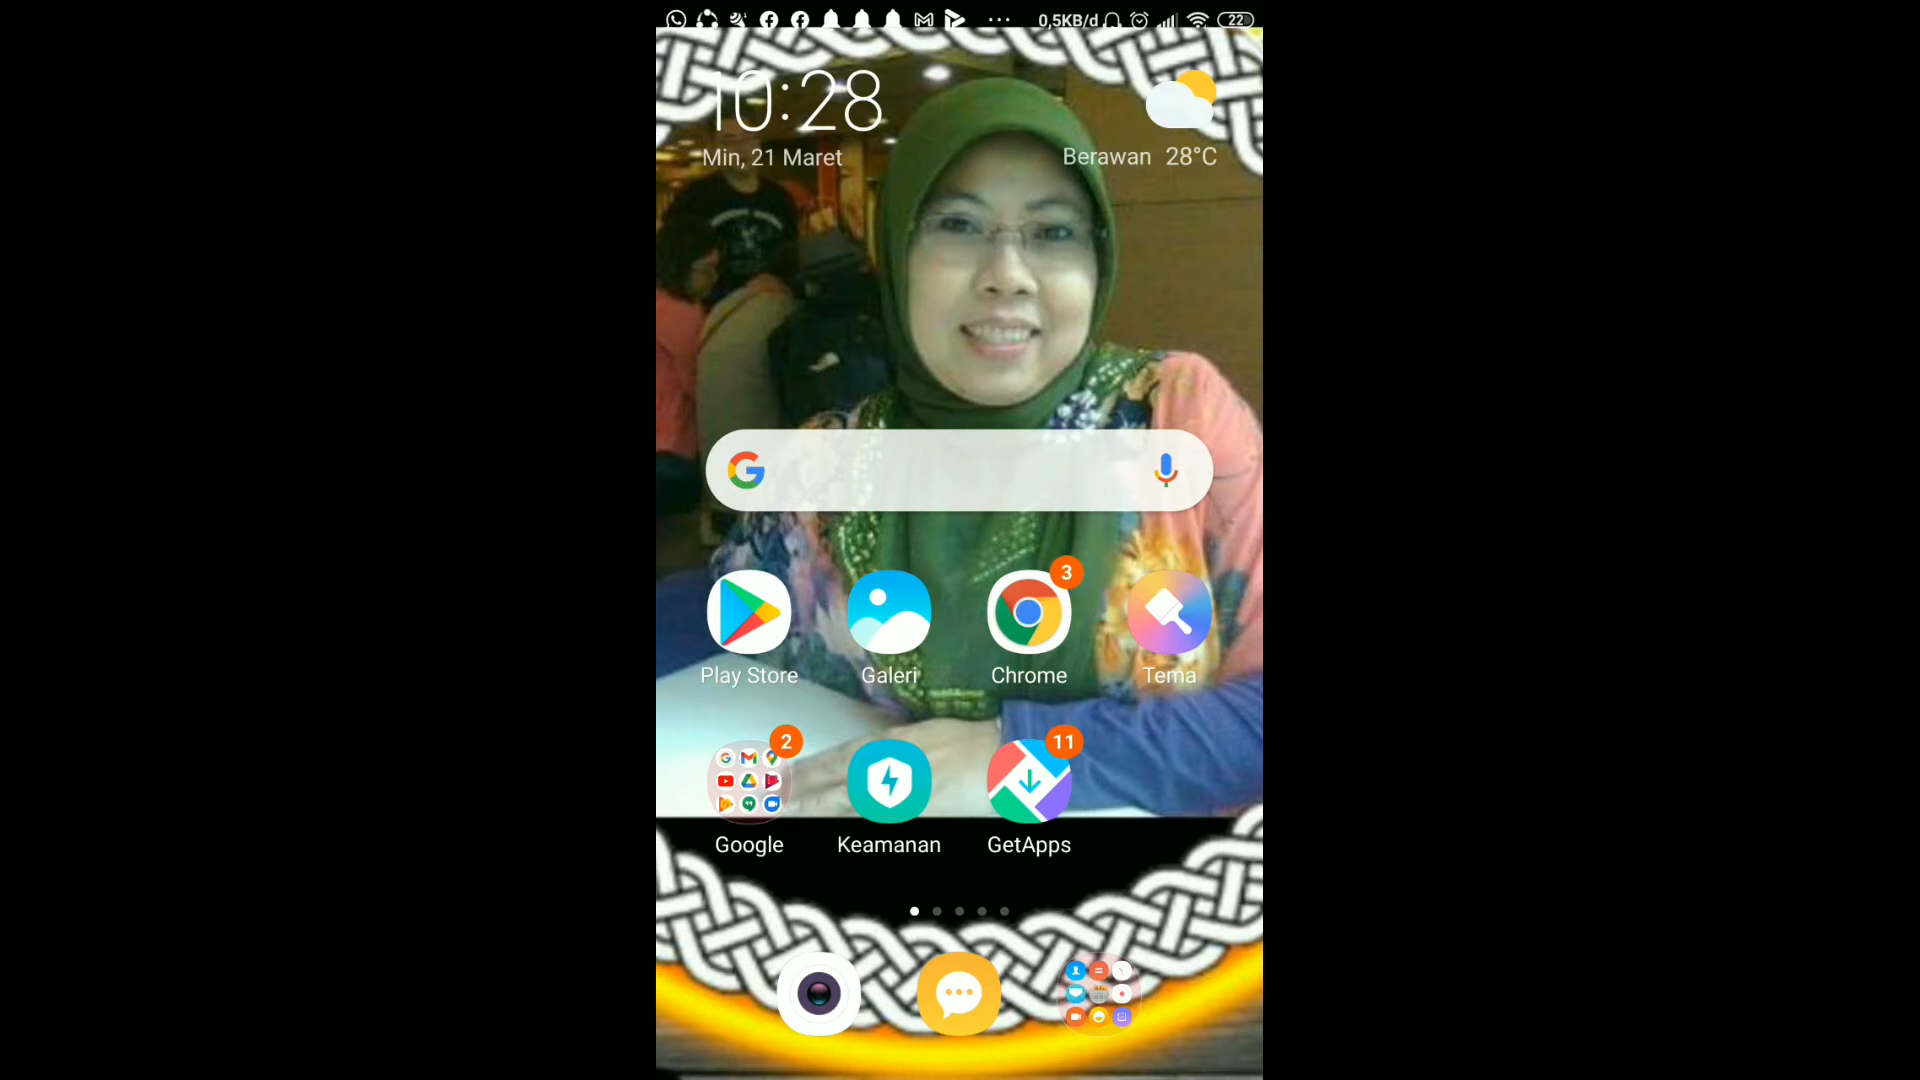 0,5KB/d
22
10:28
Min, 21 Maret
Berawan 28°C
Play Store
Galeri
3
Chrome
Tema
2
Google
Keamanan
11
GetApps